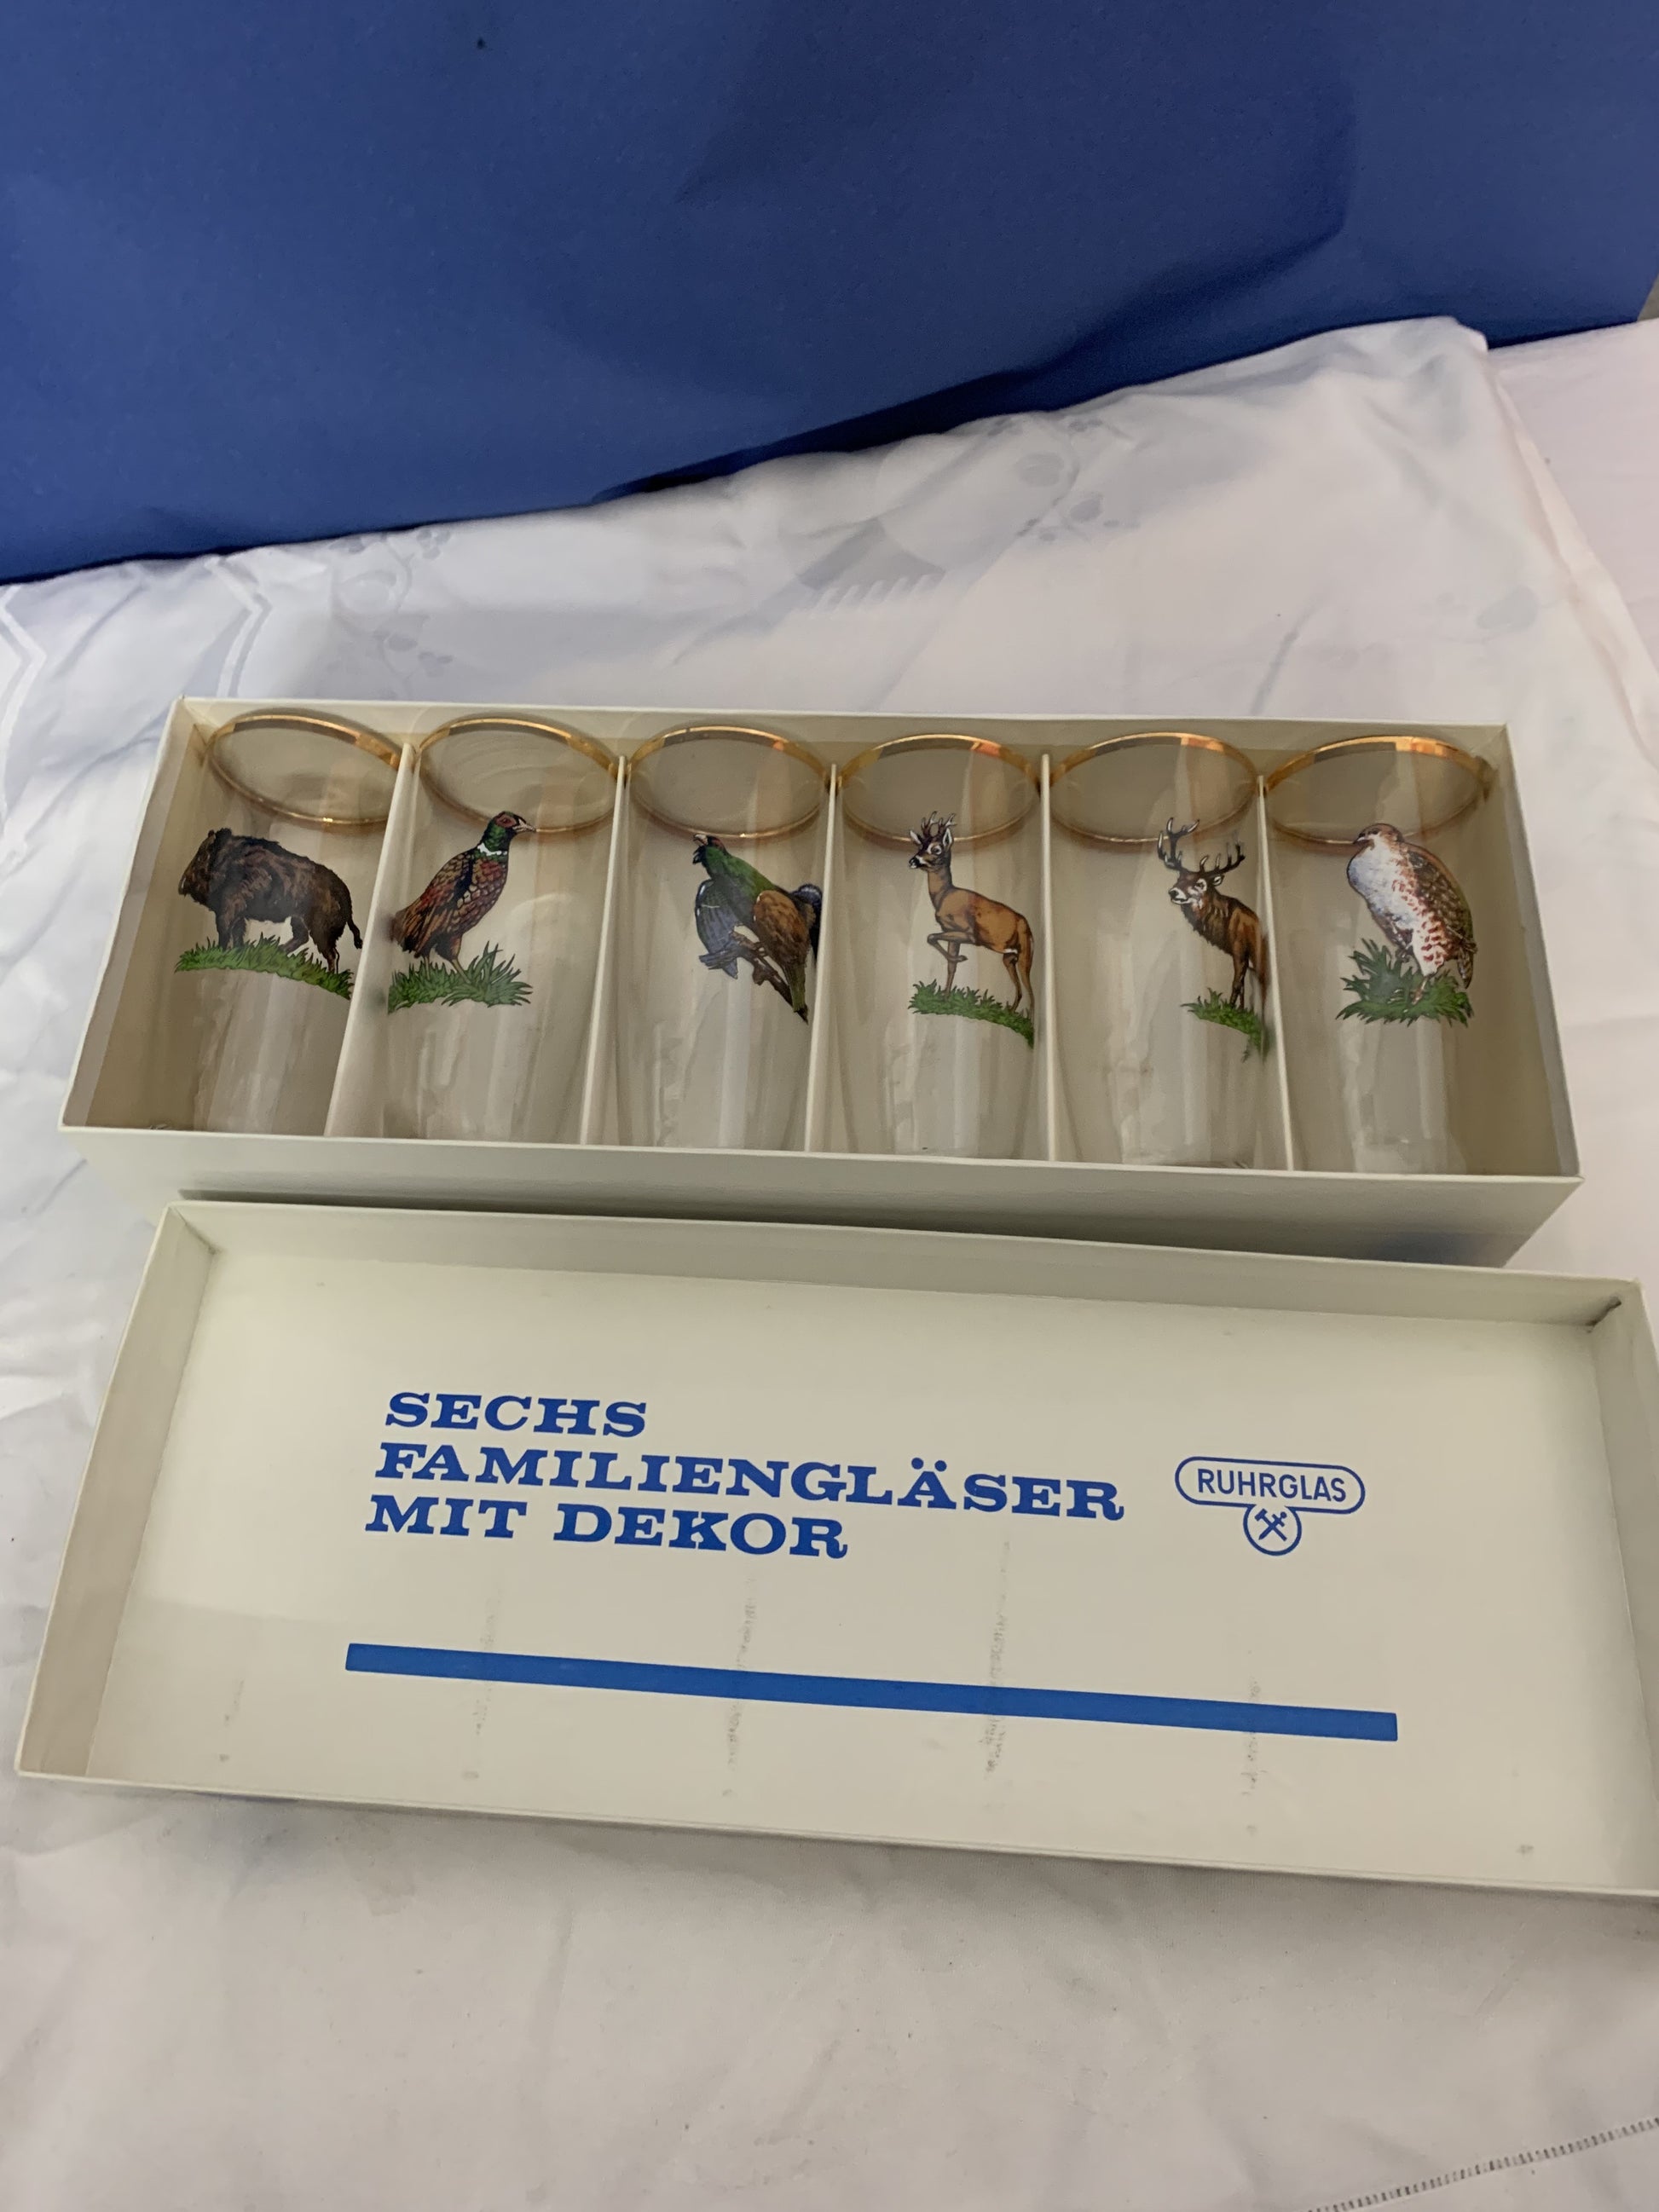 SECHS
FAMILIENGLÄSER
MIT DEKOR
RUHRGLAS